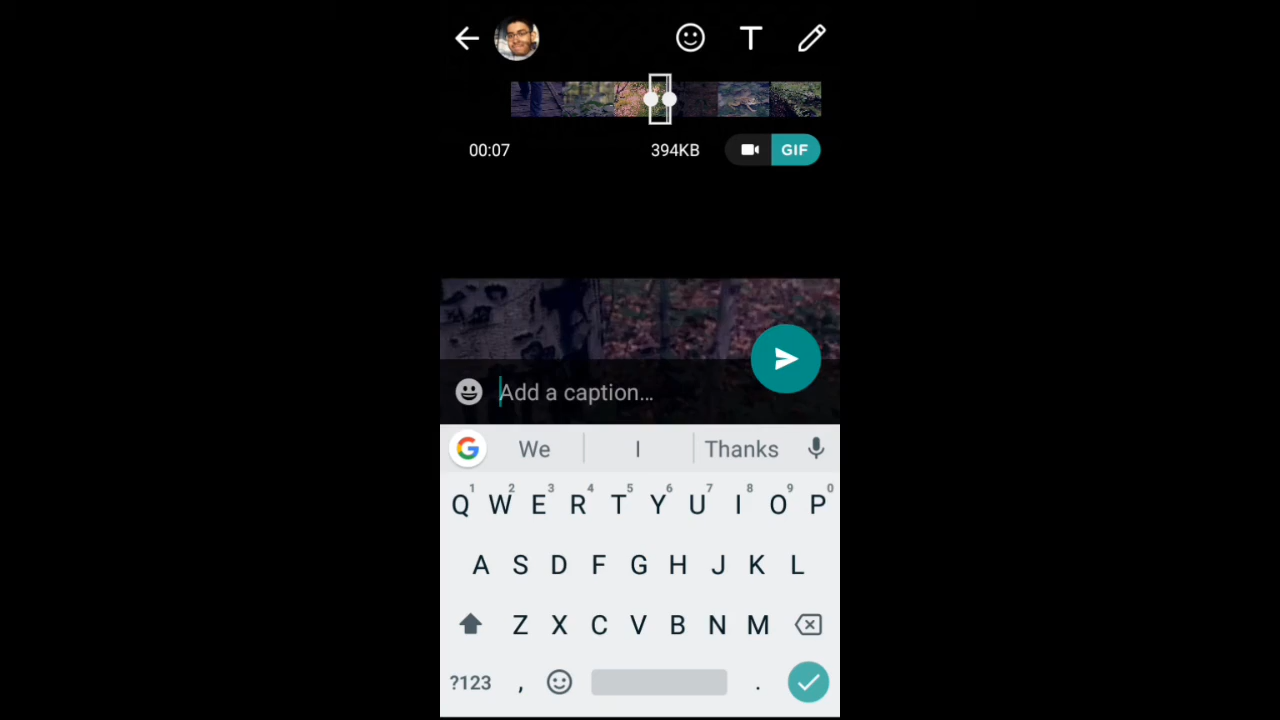 T
00:07 394KB GIF
Add a caption...
G We I Thanks
1 2 3 4 5 6 7 8 9 0
Q W E R T Y U I O P
A S D F G H J K L
Z X C V B N M
?123 , .